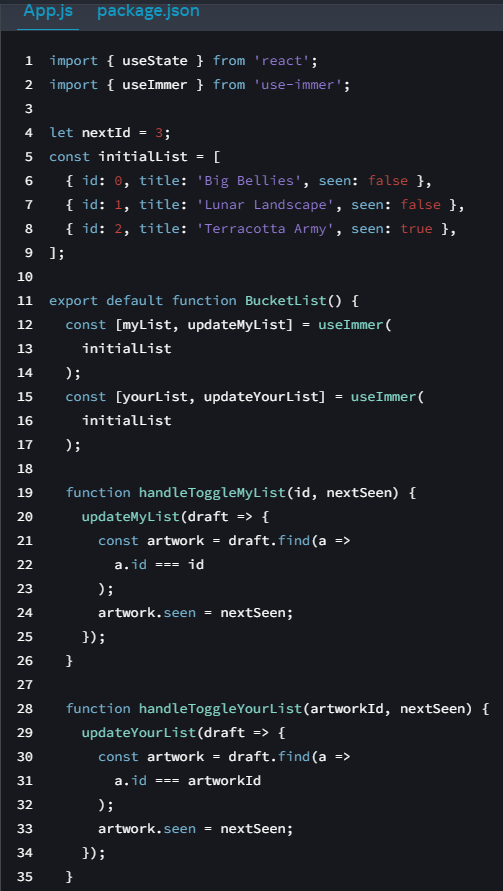 App.js package.json
1 import { useState } from 'react';
2 import { useImmer } from 'use-immer';
3
4 let nextId = 3;
5 const initialList = [
6   { id: 0, title: 'Big Bellies', seen: false },
7   { id: 1, title: 'Lunar Landscape', seen: false },
8   { id: 2, title: 'Terracotta Army', seen: true },
9 ];
10
11 export default function BucketList() {
12   const [myList, updateMyList] = useImmer(
13     initialList
14   );
15   const [yourList, updateYourList] = useImmer(
16     initialList
17   );
18
19   function handleToggleMyList(id, nextSeen) {
20     updateMyList(draft => {
21       const artwork = draft.find(a =>
22         a.id === id
23       );
24       artwork.seen = nextSeen;
25     });
26   }
27
28   function handleToggleYourList(artworkId, nextSeen) {
29     updateYourList(draft => {
30       const artwork = draft.find(a =>
31         a.id === artworkId
32       );
33       artwork.seen = nextSeen;
34     });
35   }